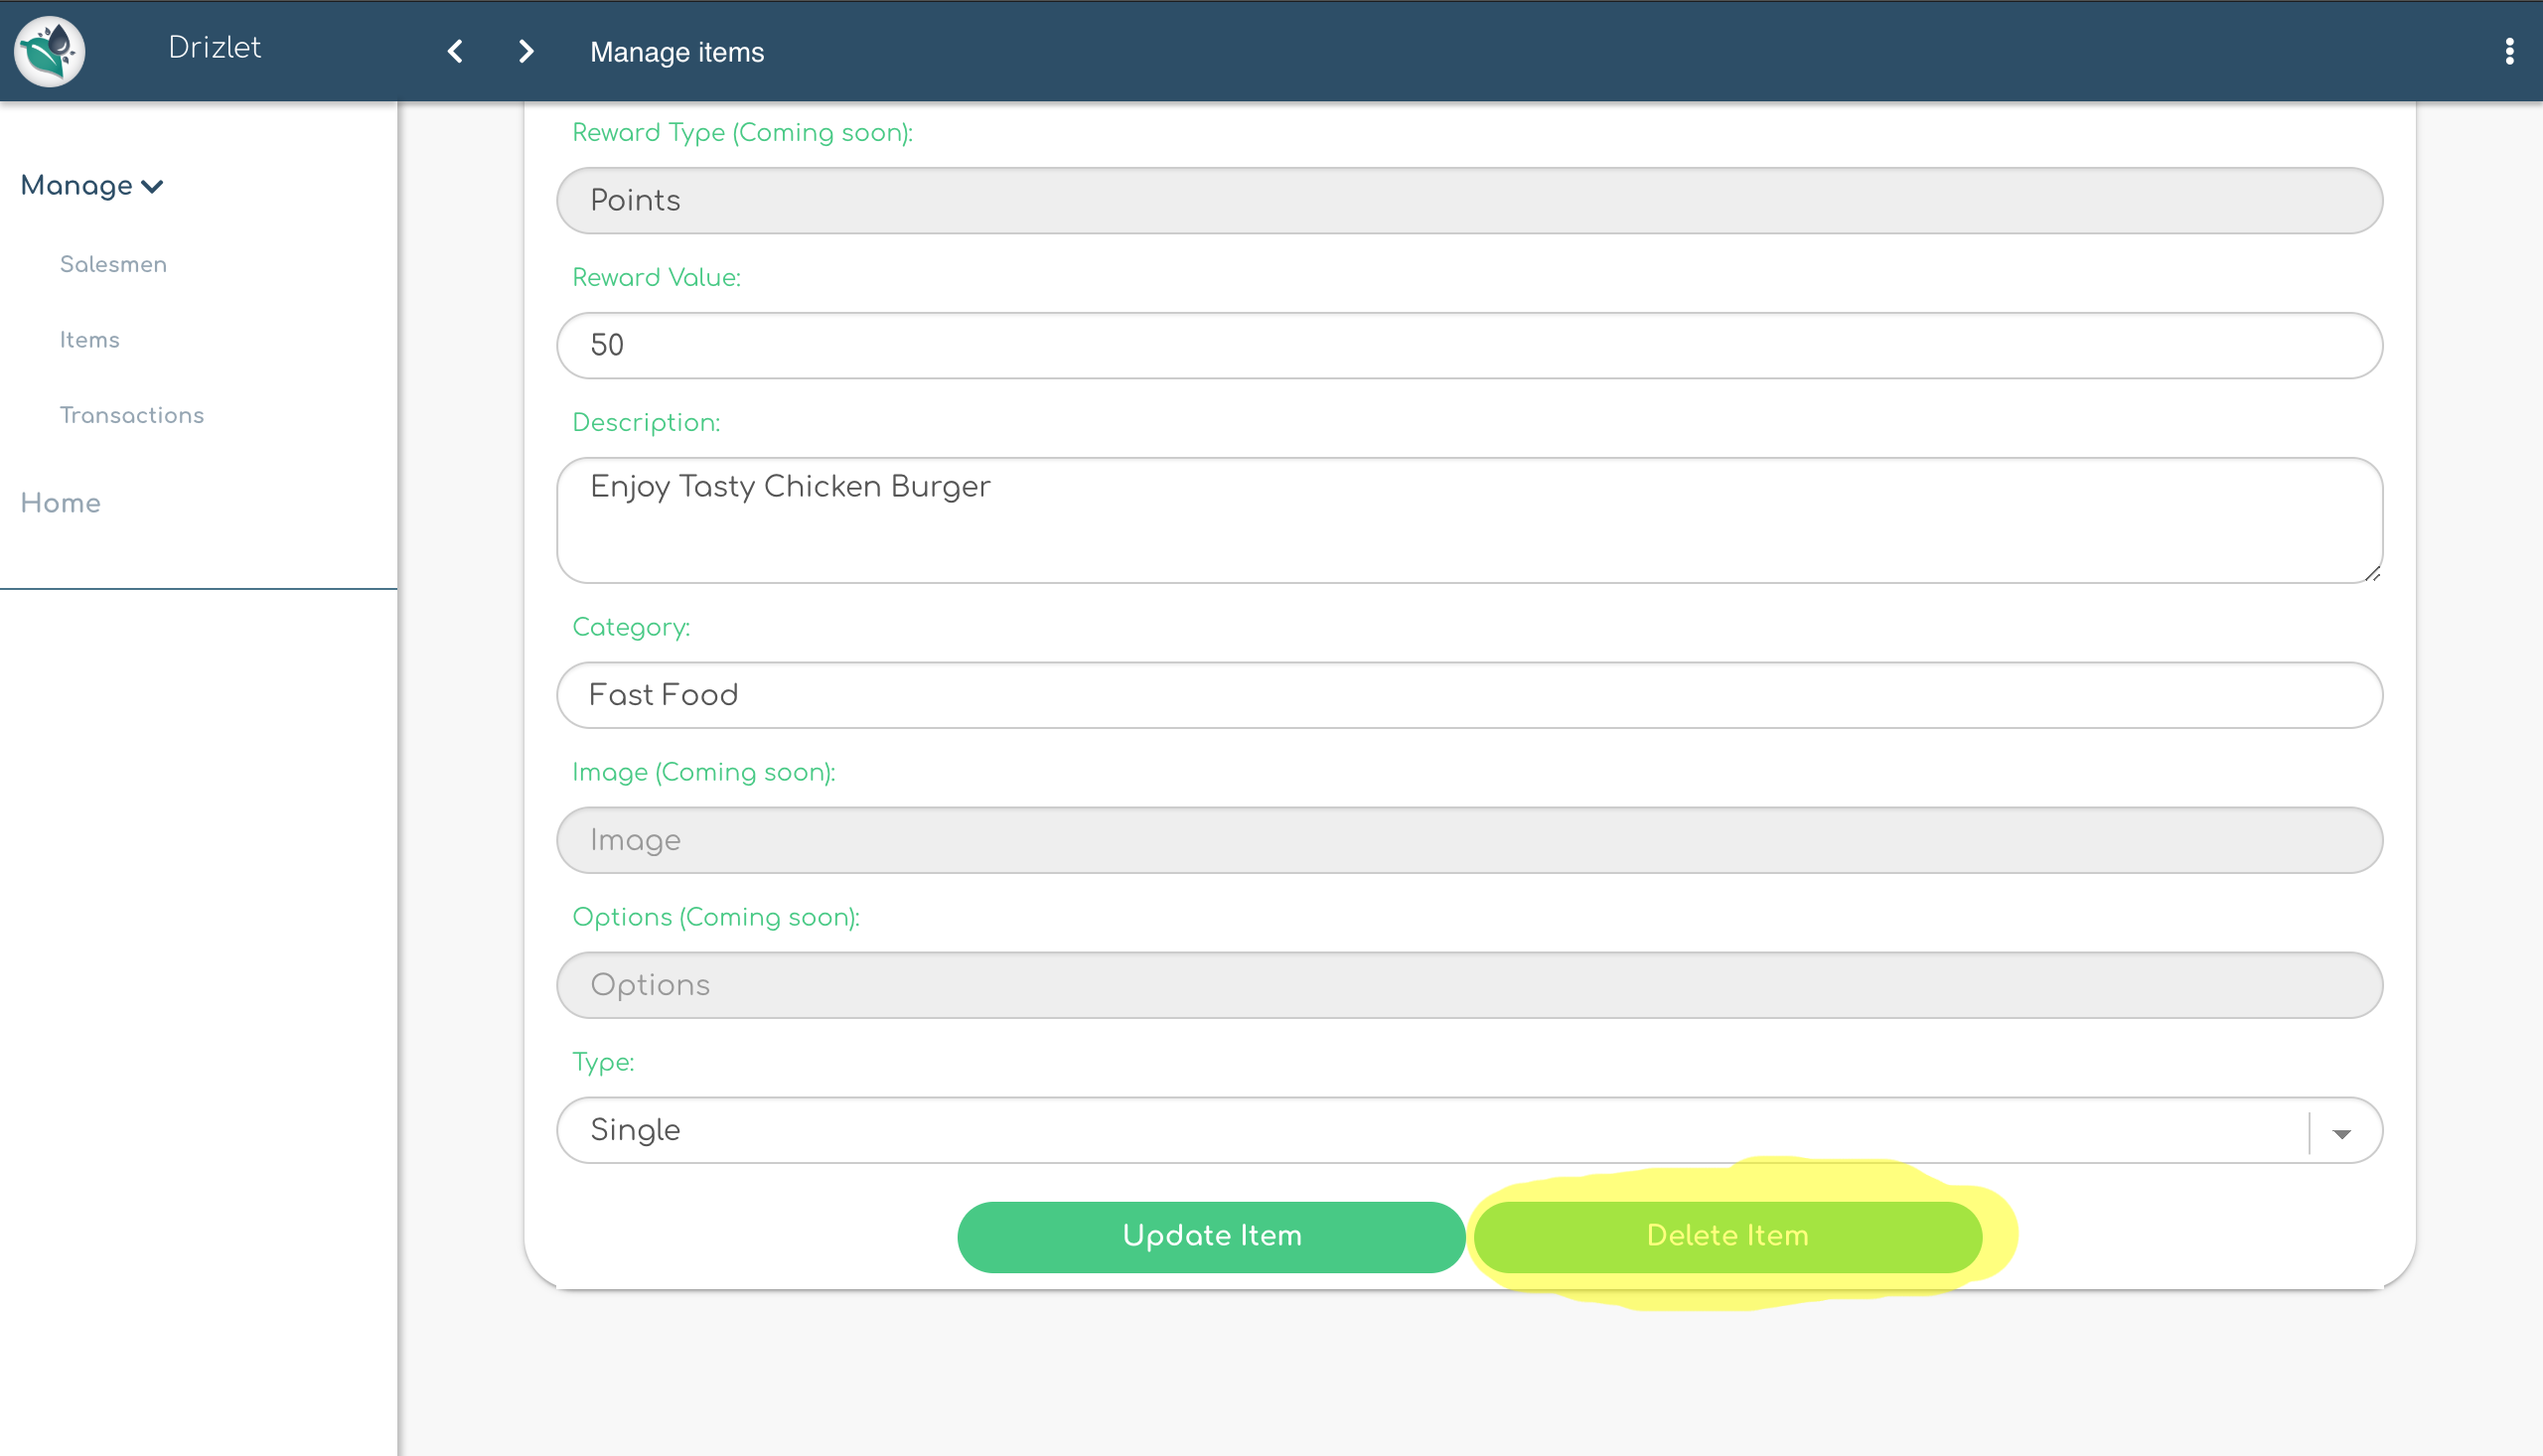 Drizlet
Manage items
Manage
Salesmen
Items
Transactions
Home
Reward Type (Coming soon):
Points
Reward Value:
50
Description:
Enjoy Tasty Chicken Burger
Category:
Fast Food
Image (Coming soon):
Image
Options (Coming soon):
Options
Type:
Single
Update Item
Delete Item